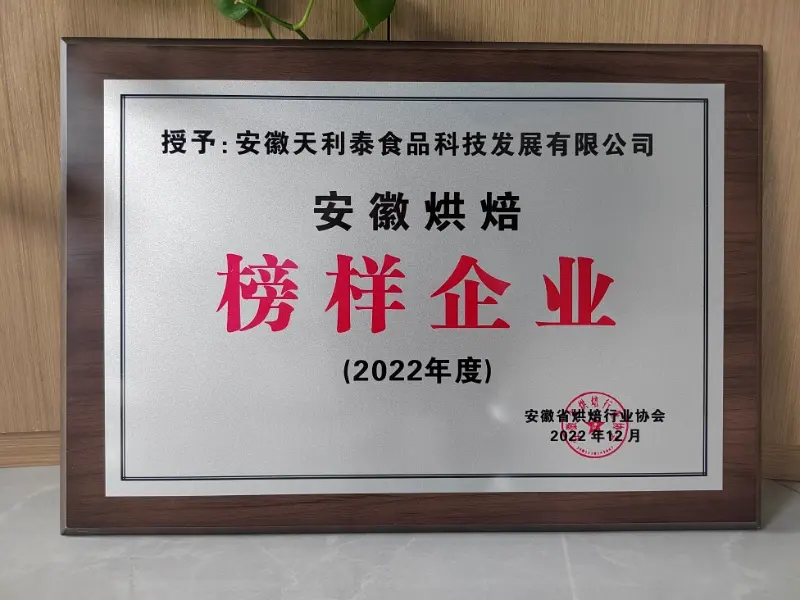 授予:安徽天利泰食品科技发展有限公司
安徽烘焙
榜样企业
(2022年度)
安徽省烘焙行业协会
2022年12月